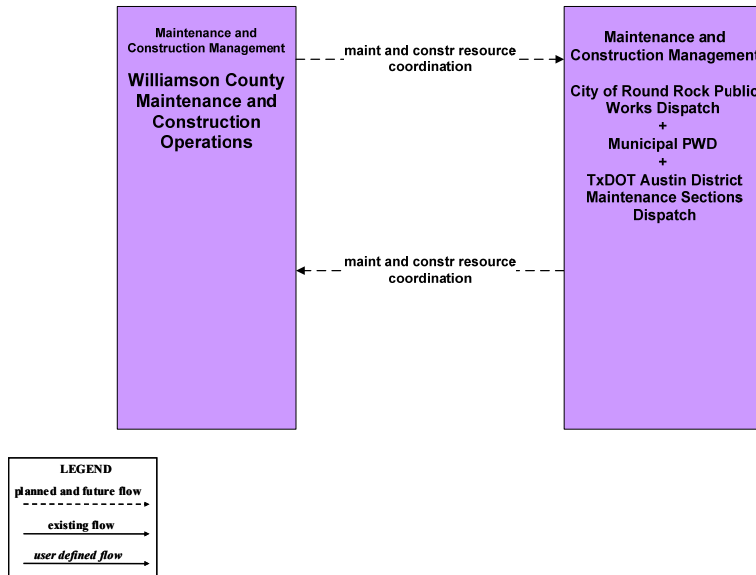 Maintenance and
Construction Management
Williamson County
Maintenance and
Construction
Operations
maint and constr resource
coordination
maint and constr resource
coordination
Maintenance and
Construction Management
City of Round Rock Public
Works Dispatch
+
Municipal PWD
+
TxDOT Austin District
Maintenance Sections
Dispatch
LEGEND
planned and future flow
existing flow
user defined flow